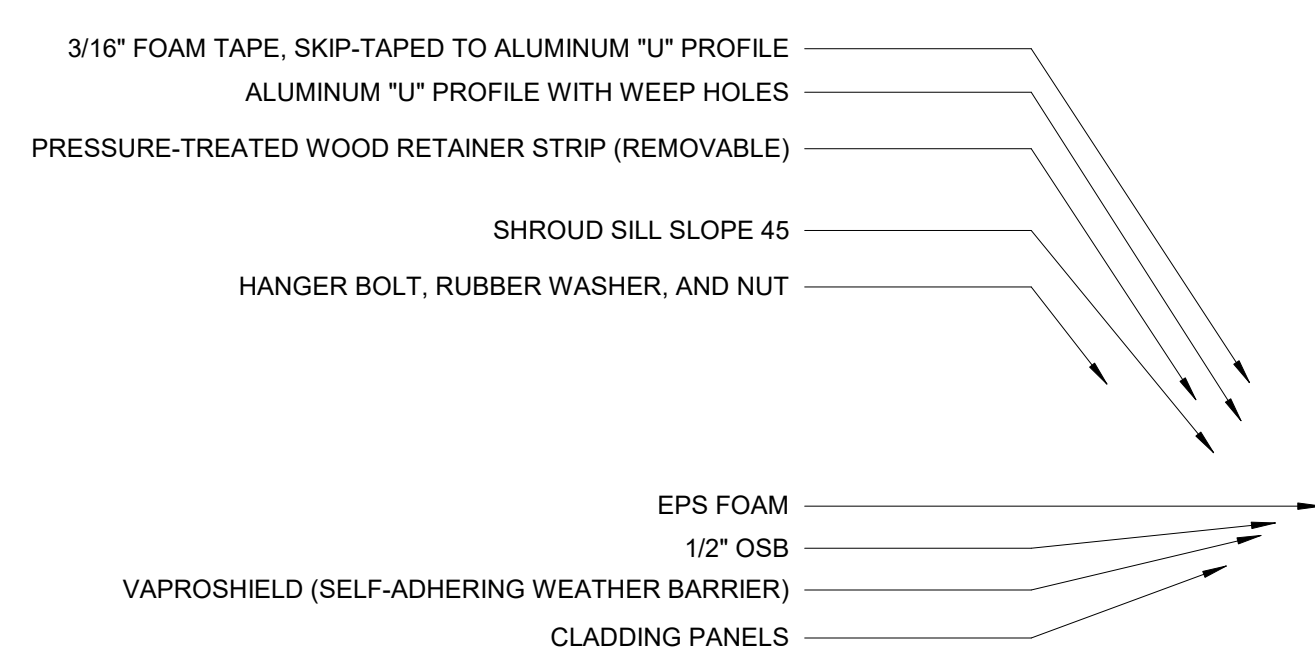 3/16" FOAM TAPE, SKIP-TAPED TO ALUMINUM "U" PROFILE
ALUMINUM "U" PROFILE WITH WEEP HOLES
PRESSURE-TREATED WOOD RETAINER STRIP (REMOVABLE)
SHROUD SILL SLOPE 45
HANGER BOLT, RUBBER WASHER, AND NUT
EPS FOAM
1/2" OSB
VAPROSHIELD (SELF-ADHERING WEATHER BARRIER)
CLADDING PANELS